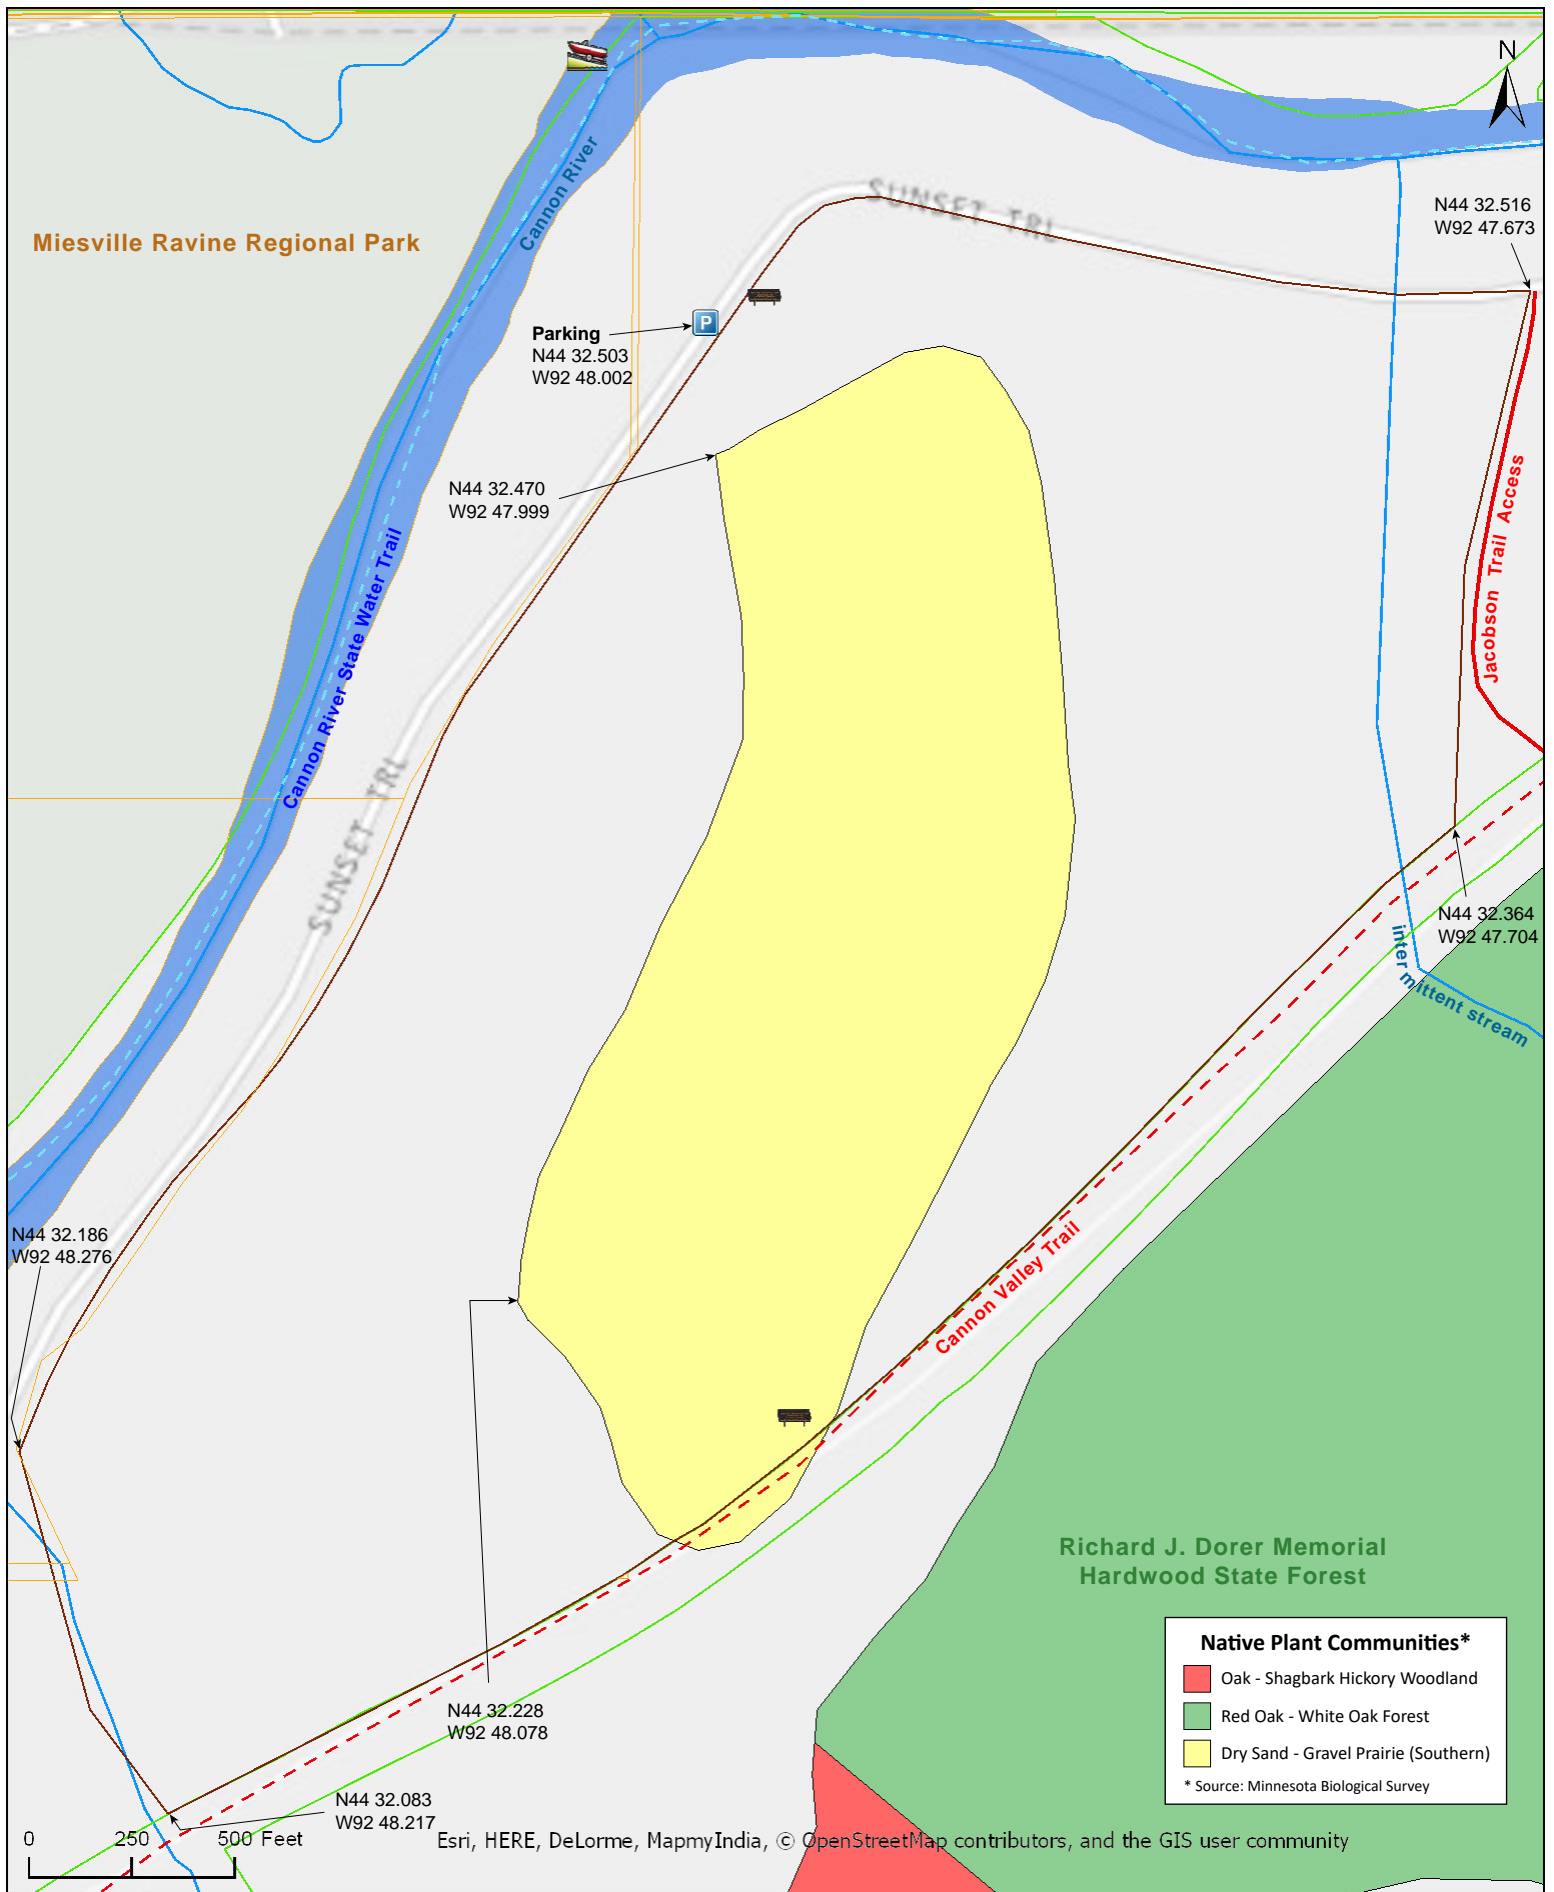 N
Cannon River
SUNSET TRL
N44 32.516
W92 47.673
Miesville Ravine Regional Park
P
Parking
N44 32.503
W92 48.002
N44 32.470
W92 47.999
Jacobson Trail Access
Cannon River State Water Trail
SUNSET TRL
N44 32.364
W92 47.704
inter mittent stream
N44 32.186
W92 48.276
Cannon Valley Trail
Richard J. Dorer Memorial
Hardwood State Forest
Native Plant Communities*
Oak - Shagbark Hickory Woodland
Red Oak - White Oak Forest
Dry Sand - Gravel Prairie (Southern)
* Source: Minnesota Biological Survey
N44 32.228
W92 48.078
N44 32.083
W92 48.217
0 250 500 Feet
Esri, HERE, DeLorme, MapmyIndia, © OpenStreetMap contributors, and the GIS user community